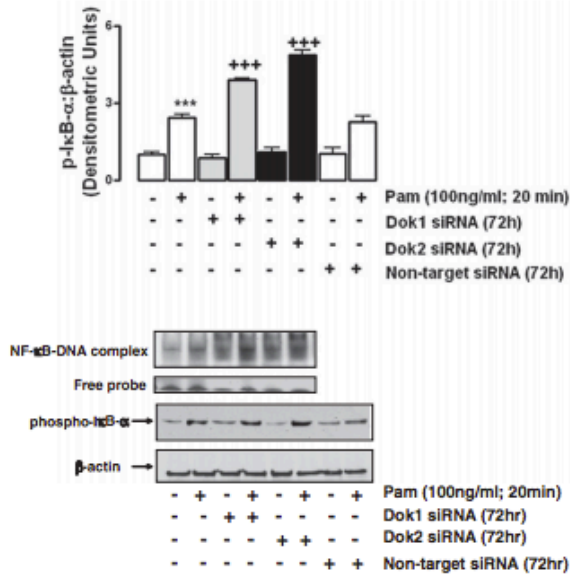 p-IκB-α:β-actin
(Densitometric Units)
6
3
0
***
+++
+++
- + - + - + - + Pam (100ng/ml; 20 min)
- - + + - - - - Dok1 siRNA (72h)
- - - - + + - - Dok2 siRNA (72h)
- - - - - - + + Non-target siRNA (72h)
NF-κB-DNA complex
Free probe
phospho-IκB-α
β-actin
- + - + - + - + Pam (100ng/ml; 20min)
- - + + - - - - Dok1 siRNA (72hr)
- - - - + + - - Dok2 siRNA (72hr)
- - - - - - + + Non-target siRNA (72hr)